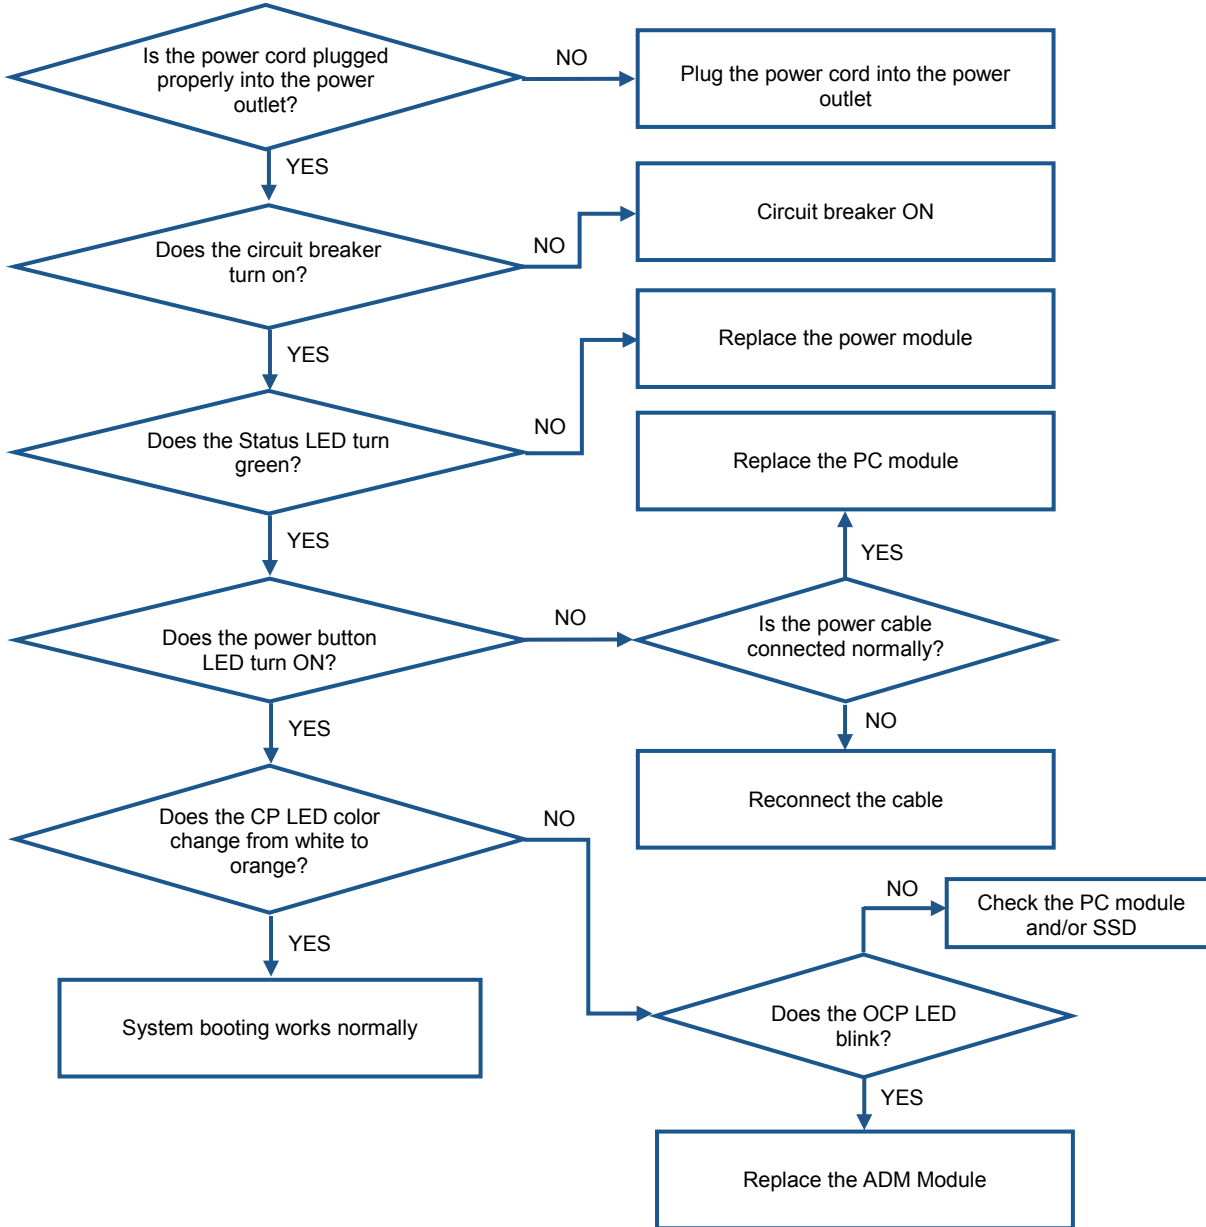 Is the power cord plugged
properly into the power
outlet?
NO
Plug the power cord into the power
outlet
YES
Does the circuit breaker
turn on?
NO
Circuit breaker ON
YES
Replace the power module
Does the Status LED turn
green?
NO
Replace the PC module
YES
YES
Does the power button
LED turn ON?
NO
Is the power cable
connected normally?
YES
NO
Reconnect the cable
Does the CP LED color
change from white to
orange?
NO
NO
Check the PC module
and/or SSD
YES
System booting works normally
Does the OCP LED
blink?
YES
Replace the ADM Module